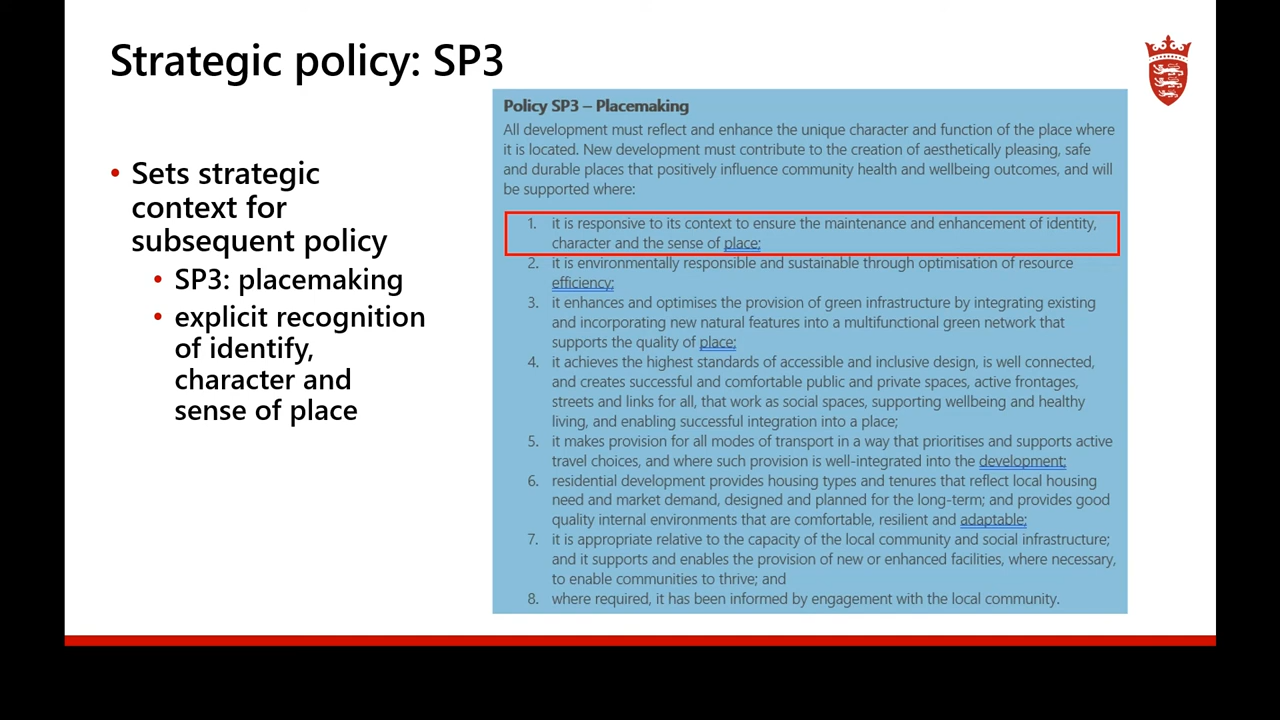 Strategic policy: SP3
• Sets strategic
context for
subsequent policy
• SP3: placemaking
• explicit recognition
of identify,
character and
sense of place
Policy SP3 – Placemaking
All development must reflect and enhance the unique character and function of the place where
it is located. New development must contribute to the creation of aesthetically pleasing, safe
and durable places that positively influence community health and wellbeing outcomes, and will
be supported where:
1. it is responsive to its context to ensure the maintenance and enhancement of identity,
character and the sense of place;
2. it is environmentally responsible and sustainable through optimisation of resource
efficiency;
3. it enhances and optimises the provision of green infrastructure by integrating existing
and incorporating new natural features into a multifunctional green network that
supports the quality of place;
4. it achieves the highest standards of accessible and inclusive design, is well connected,
and creates successful and comfortable public and private spaces, active frontages,
streets and links for all, that work as social spaces, supporting wellbeing and healthy
living, and enabling successful integration into a place;
5. it makes provision for all modes of transport in a way that prioritises and supports active
travel choices, and where such provision is well-integrated into the development;
6. residential development provides housing types and tenures that reflect local housing
need and market demand, designed and planned for the long-term; and provides good
quality internal environments that are comfortable, resilient and adaptable;
7. it is appropriate relative to the capacity of the local community and social infrastructure;
and it supports and enables the provision of new or enhanced facilities, where necessary,
to enable communities to thrive; and
8. where required, it has been informed by engagement with the local community.